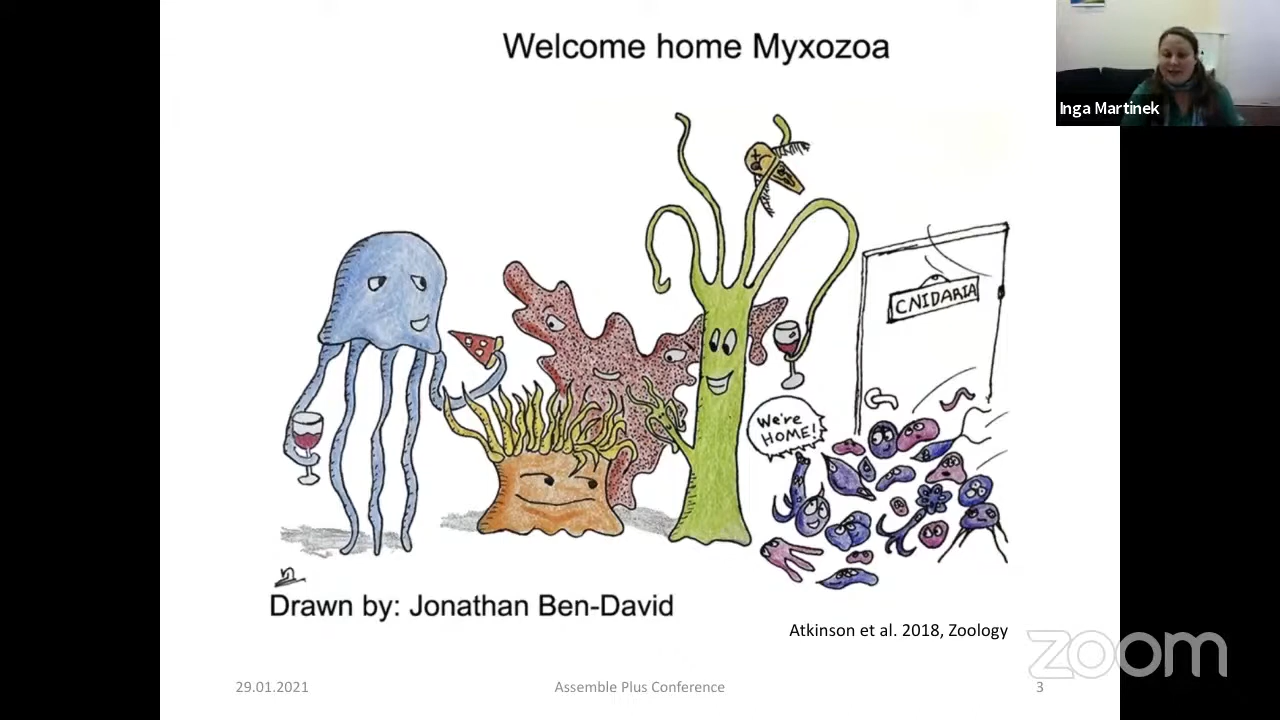 Welcome home Myxozoa
Inga Martinek
CNIDARIA
We're
HOME!
Drawn by: Jonathan Ben-David
Atkinson et al. 2018, Zoology
zoom
29.01.2021
Assemble Plus Conference
3